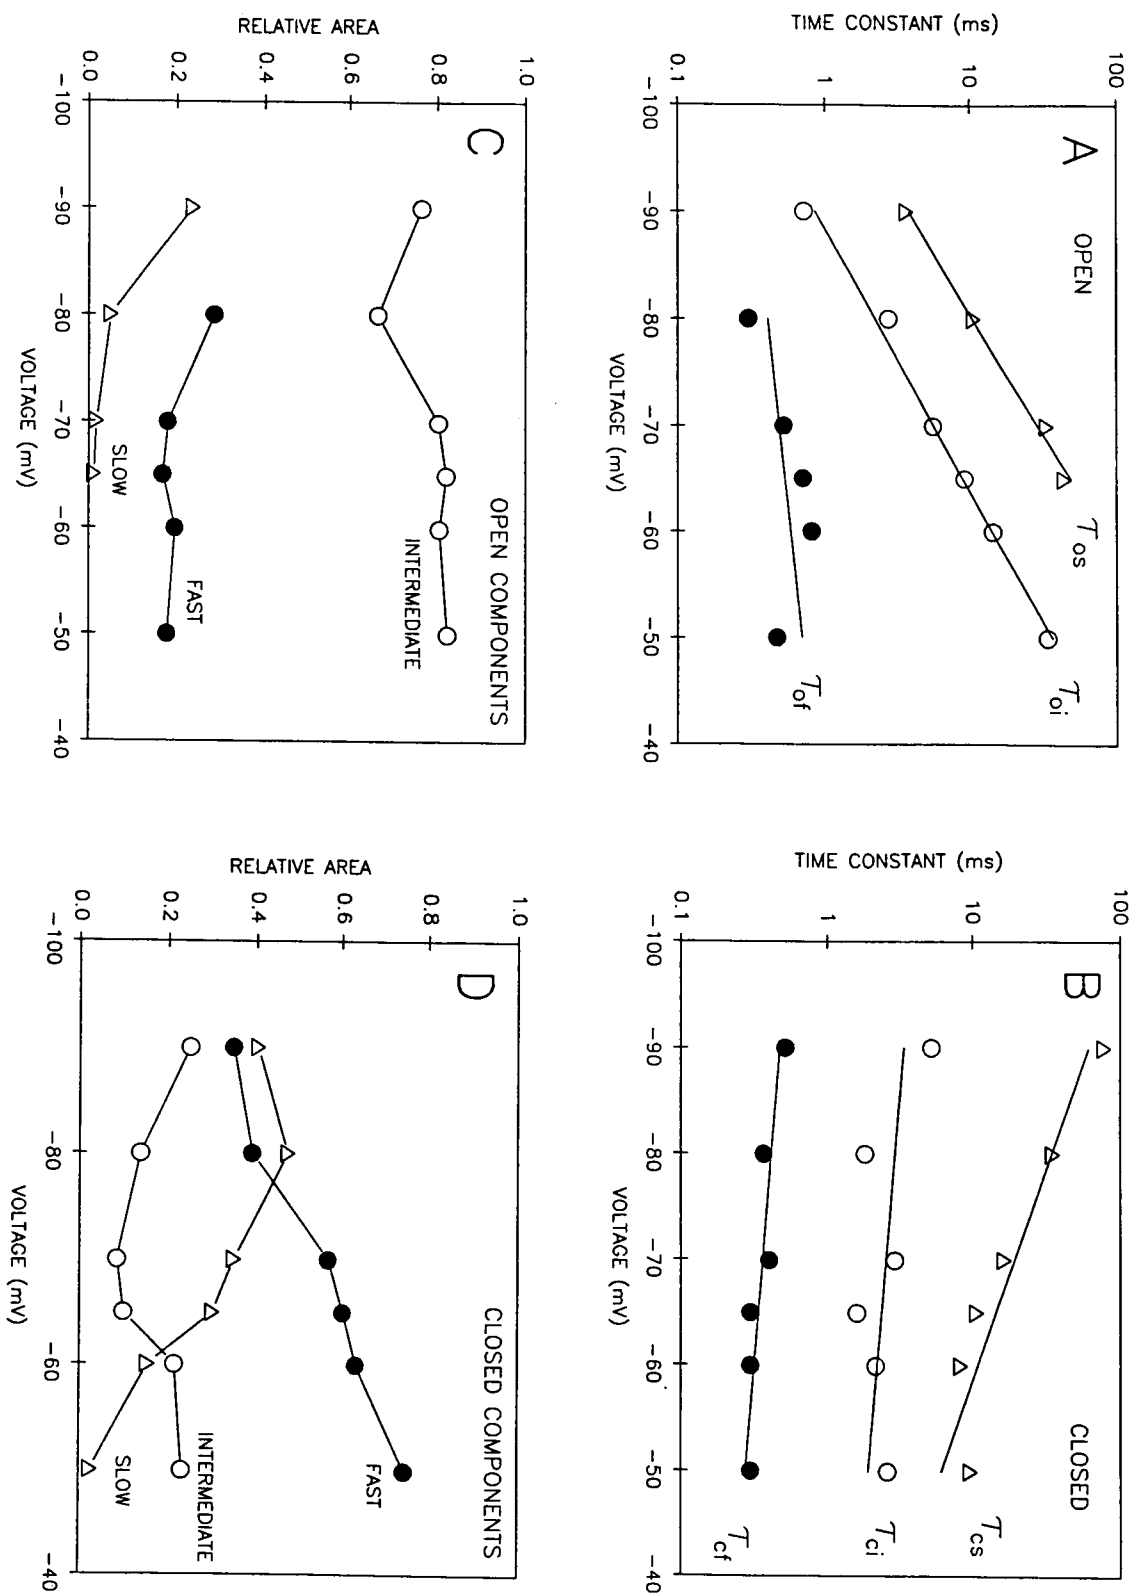 A
OPEN
TIME CONSTANT (ms)
100
10
1
0.1
-100
-90
-80
-70
-60
-50
-40
VOLTAGE (mV)
τos
τoi
τof
B
CLOSED
TIME CONSTANT (ms)
100
10
1
0.1
-100
-90
-80
-70
-60
-50
-40
VOLTAGE (mV)
τcs
τci
τcf
C
OPEN COMPONENTS
RELATIVE AREA
1.0
0.8
0.6
0.4
0.2
0.0
-100
-90
-80
-70
-60
-50
-40
VOLTAGE (mV)
INTERMEDIATE
FAST
SLOW
D
CLOSED COMPONENTS
RELATIVE AREA
1.0
0.8
0.6
0.4
0.2
0.0
-100
-80
-60
-40
VOLTAGE (mV)
FAST
INTERMEDIATE
SLOW